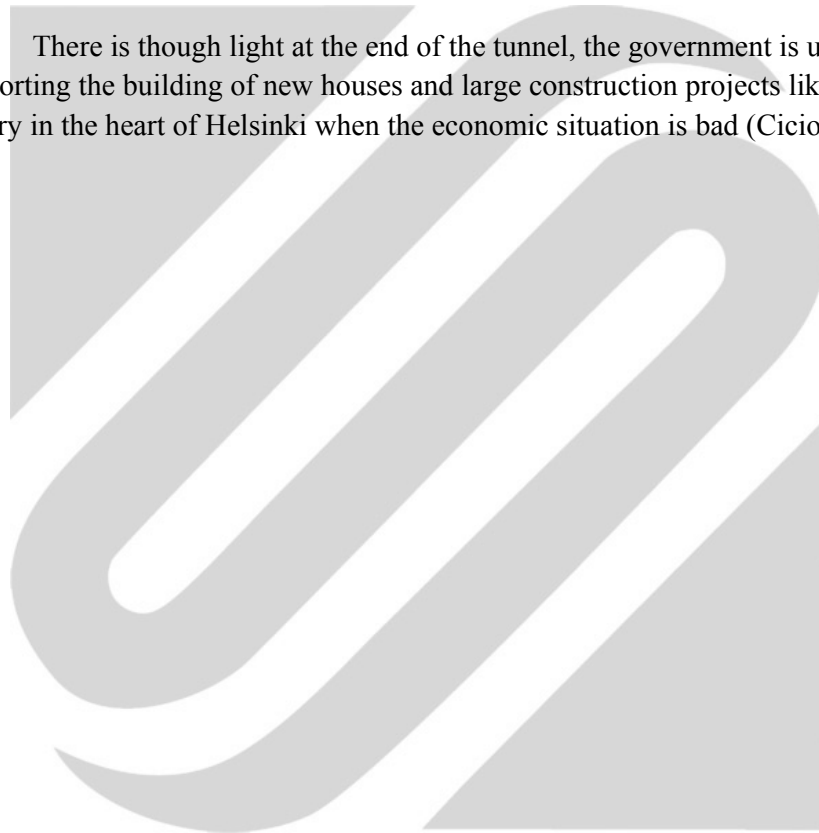 There is though light at the end of the tunnel, the government is u
orting the building of new houses and large construction projects lik
ry in the heart of Helsinki when the economic situation is bad (Cicio